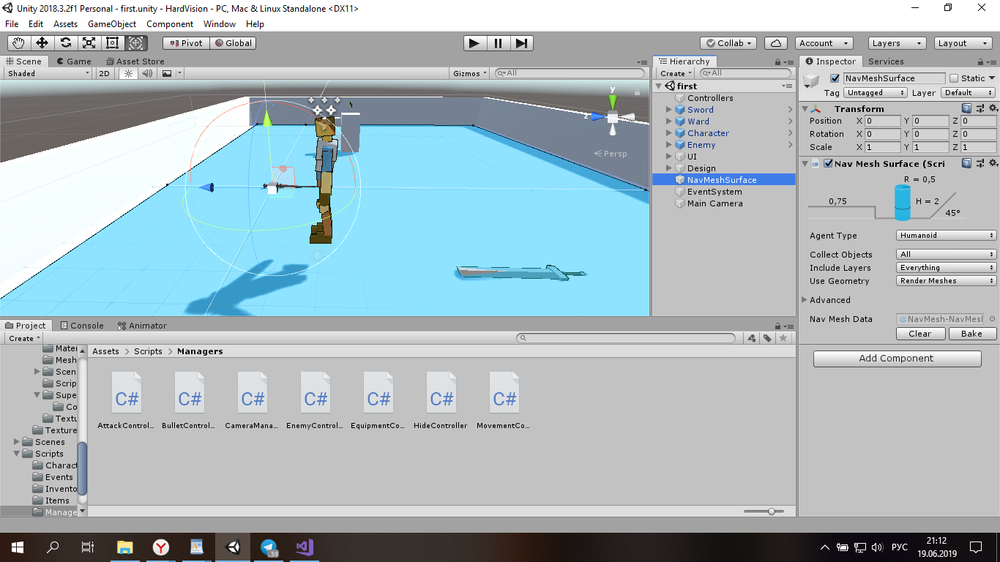 Unity 2018.3.2f1 Personal - first.unity - HardVision - PC, Mac & Linux Standalone <DX11>
File Edit Assets GameObject Component Window Help
Pivot Global Collab Account Layers Layout
Scene Game Asset Store
Shaded 2D Gizmos All
y
z
Persp
Hierarchy
Create All
first
Controllers
Sword
Ward
Character
Enemy
UI
Design
NavMeshSurface
EventSystem
Main Camera
Inspector Services
NavMeshSurface Static
Tag Untagged Layer Default
Transform
Position X 0 Y 0 Z 0
Rotation X 0 Y 0 Z 0
Scale X 1 Y 1 Z 1
Nav Mesh Surface (Scri
R = 0,5
0,75 H = 2
45°
Agent Type Humanoid
Collect Objects All
Include Layers Everything
Use Geometry Render Meshes
Advanced
Nav Mesh Data NavMesh-NavMesl
Clear Bake
Add Component
Project Console Animator
Create
Mater
Mesh
Scen
Scrip
Supe
Co
Textu
Texture
Scenes
Scripts
Charact
Events
Invento
Items
Manage
Assets Scripts Managers
C# C# C# C# C# C# C#
AttackControl... BulletControl... CameraMana... EnemyControl... EquipmentCo... HideController MovementCo...
59
РУС
21:12
19.06.2019